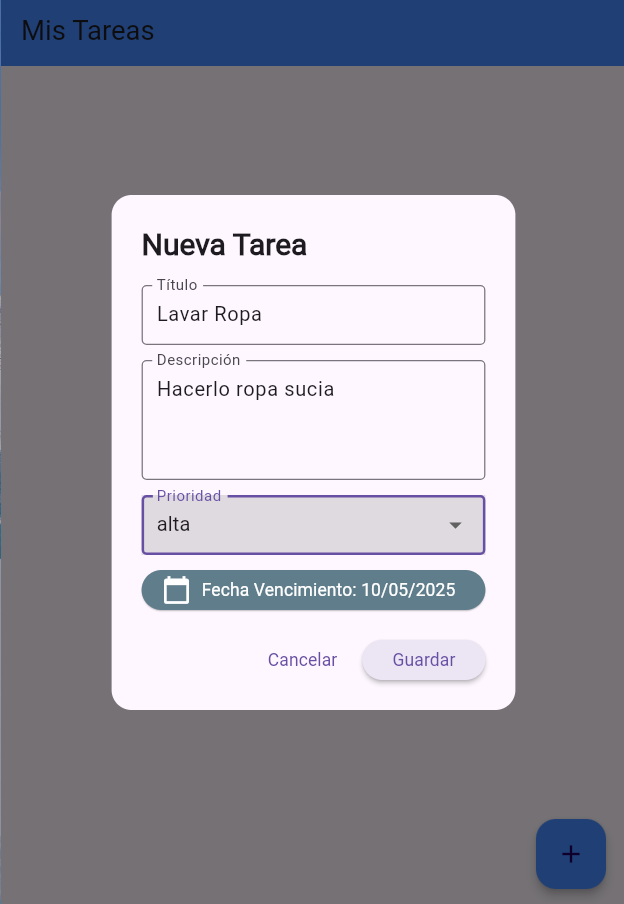 Mis Tareas
Nueva Tarea
Título
Lavar Ropa
Descripción
Hacerlo ropa sucia
Prioridad
alta
Fecha Vencimiento: 10/05/2025
Cancelar Guardar
+